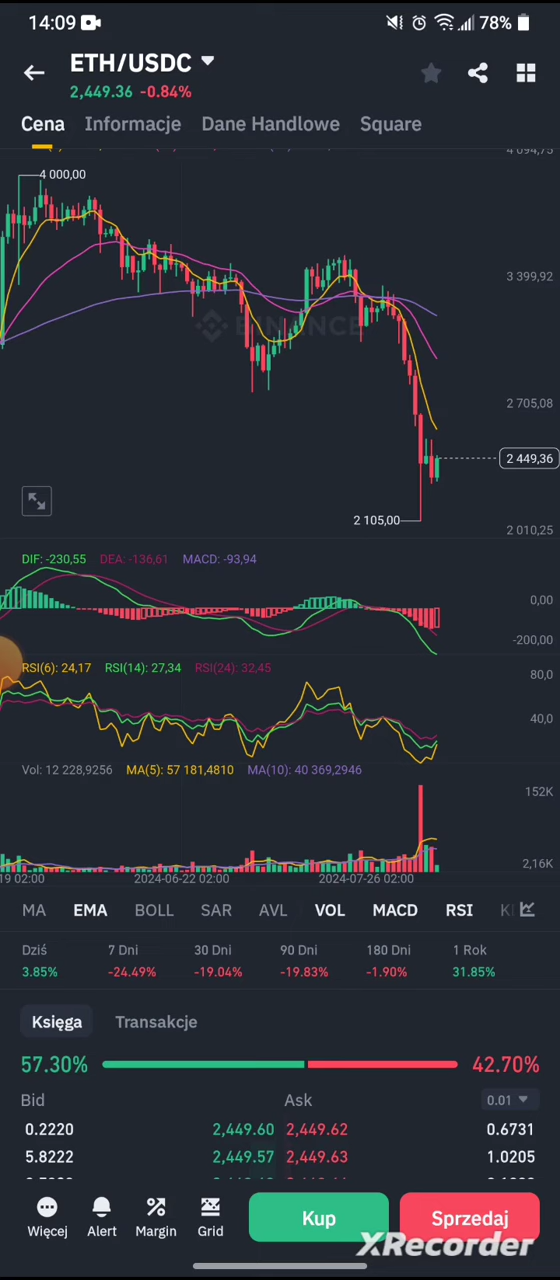 14:09 78%
ETH/USDC
2,449.36 -0.84%
Cena Informacje Dane Handlowe Square
4 094,75
4 000,00
3 399,92
BINANCE
2 705,08
2 449,36
2 105,00
2 010,25
DIF: -230,55 DEA: -136,61 MACD: -93,94
0,00
-200,00
RSI(6): 24,17 RSI(14): 27,34 RSI(24): 32,45
80,0
40,0
Vol: 12 228,9256 MA(5): 57 181,4810 MA(10): 40 369,2946
152K
2,16K
19 02:00 2024-06-22 02:00 2024-07-26 02:00
MA EMA BOLL SAR AVL VOL MACD RSI
Dziś 7 Dni 30 Dni 90 Dni 180 Dni 1 Rok
3.85% -24.49% -19.04% -19.83% -1.90% 31.85%
Księga Transakcje
57.30% 42.70%
Bid Ask 0.01
0.2220 2,449.60 2,449.62 0.6731
5.8222 2,449.57 2,449.63 1.0205
Więcej Alert Margin Grid Kup Sprzedaj
XRecorder